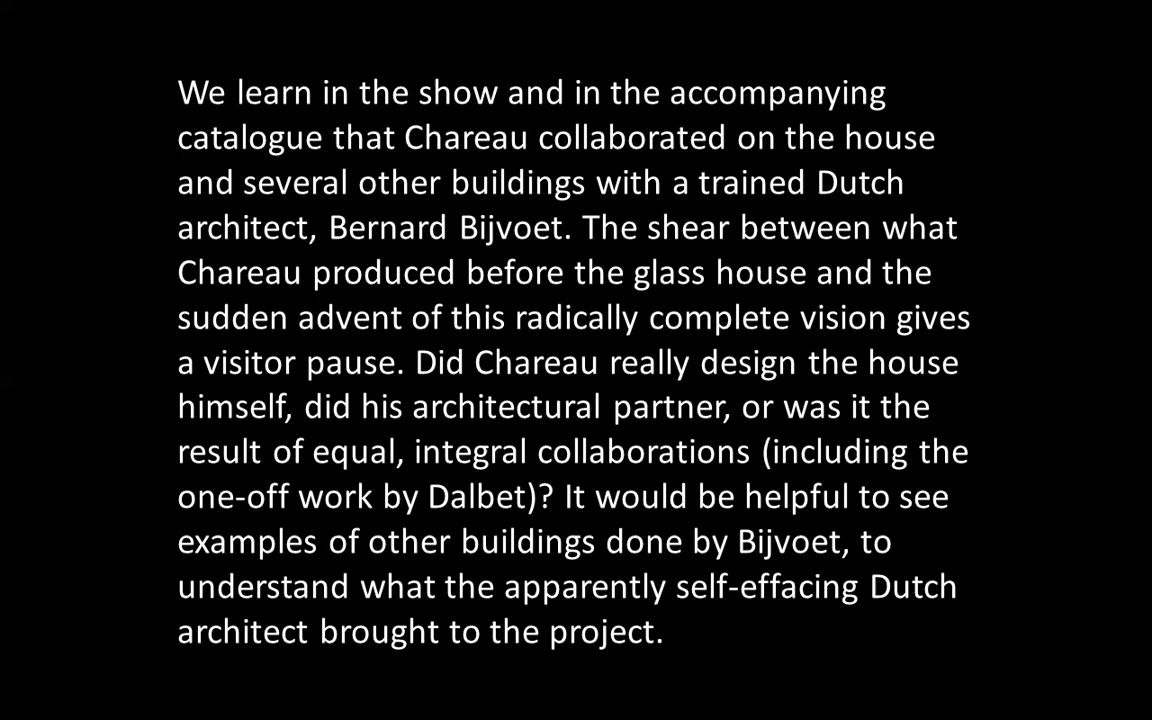 We learn in the show and in the accompanying
catalogue that Chareau collaborated on the house
and several other buildings with a trained Dutch
architect, Bernard Bijvoet. The shear between what
Chareau produced before the glass house and the
sudden advent of this radically complete vision gives
a visitor pause. Did Chareau really design the house
himself, did his architectural partner, or was it the
result of equal, integral collaborations (including the
one-off work by Dalbet)? It would be helpful to see
examples of other buildings done by Bijvoet, to
understand what the apparently self-effacing Dutch
architect brought to the project.